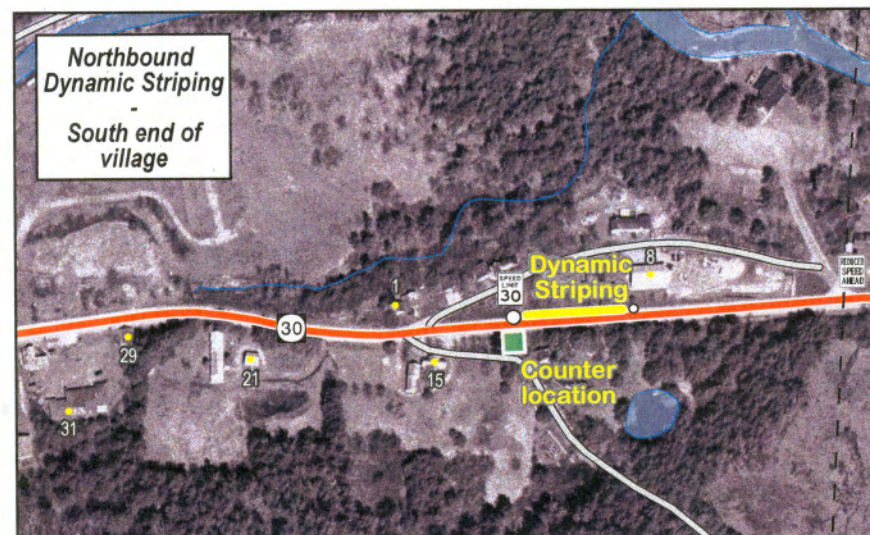 Northbound
Dynamic Striping
-
South end of
village
8
REDUCED
SPEED
AHEAD
Dynamic
Striping
SPEED
LIMIT
30
1
30
29
21
15
Counter
location
31